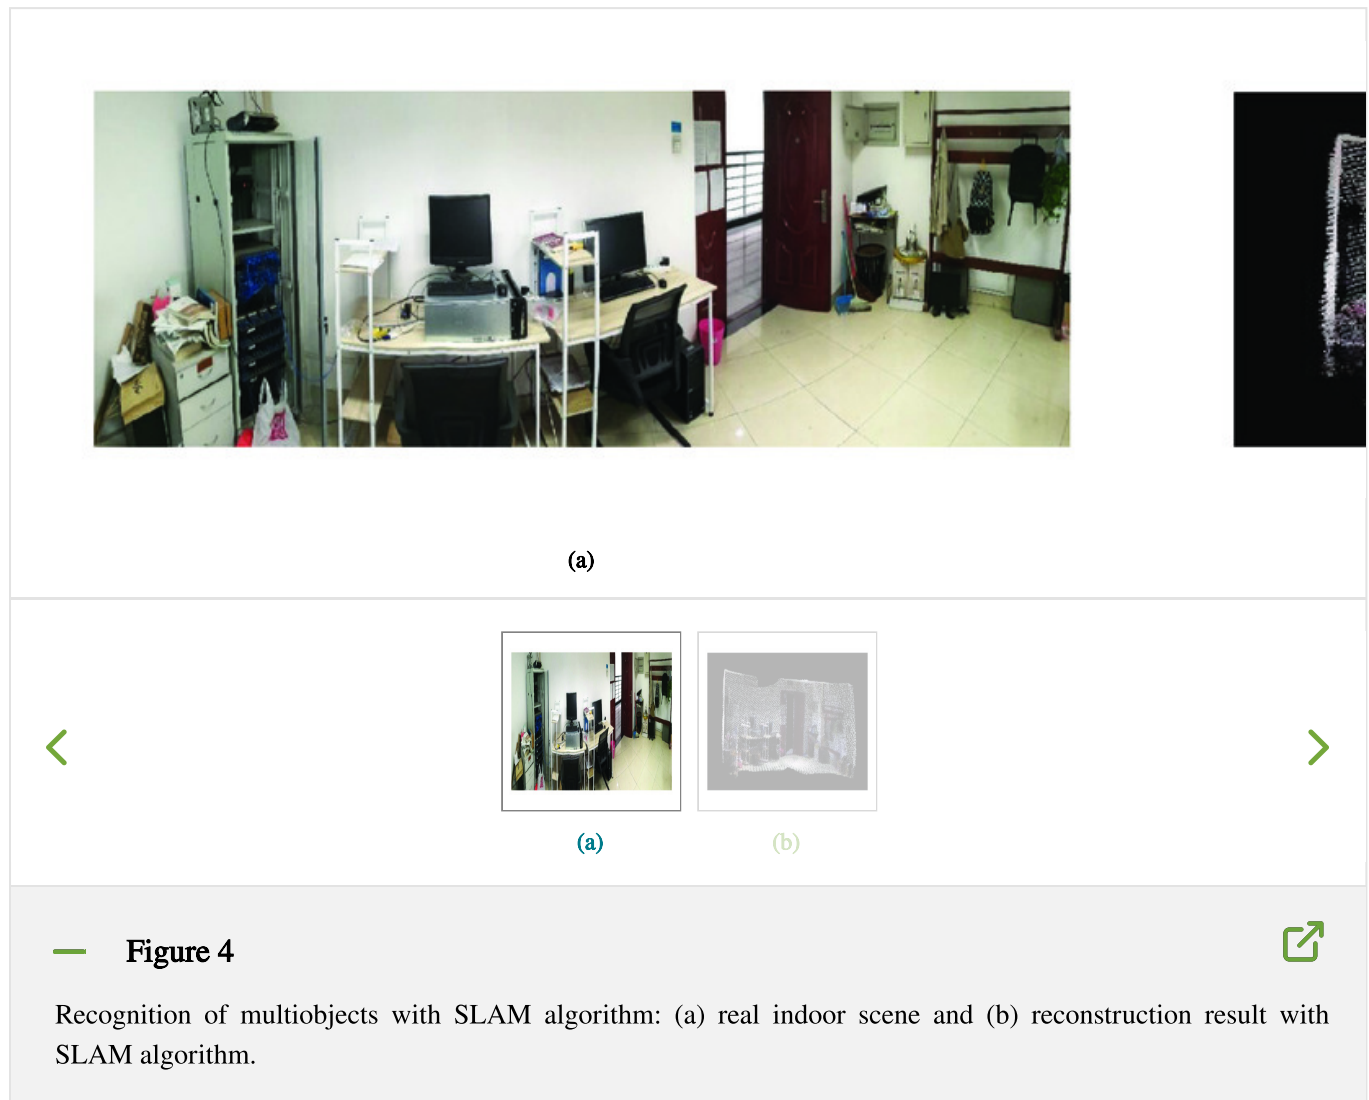 (a)
(a)
(b)
Figure 4
Recognition of multiobjects with SLAM algorithm: (a) real indoor scene and (b) reconstruction result with
SLAM algorithm.